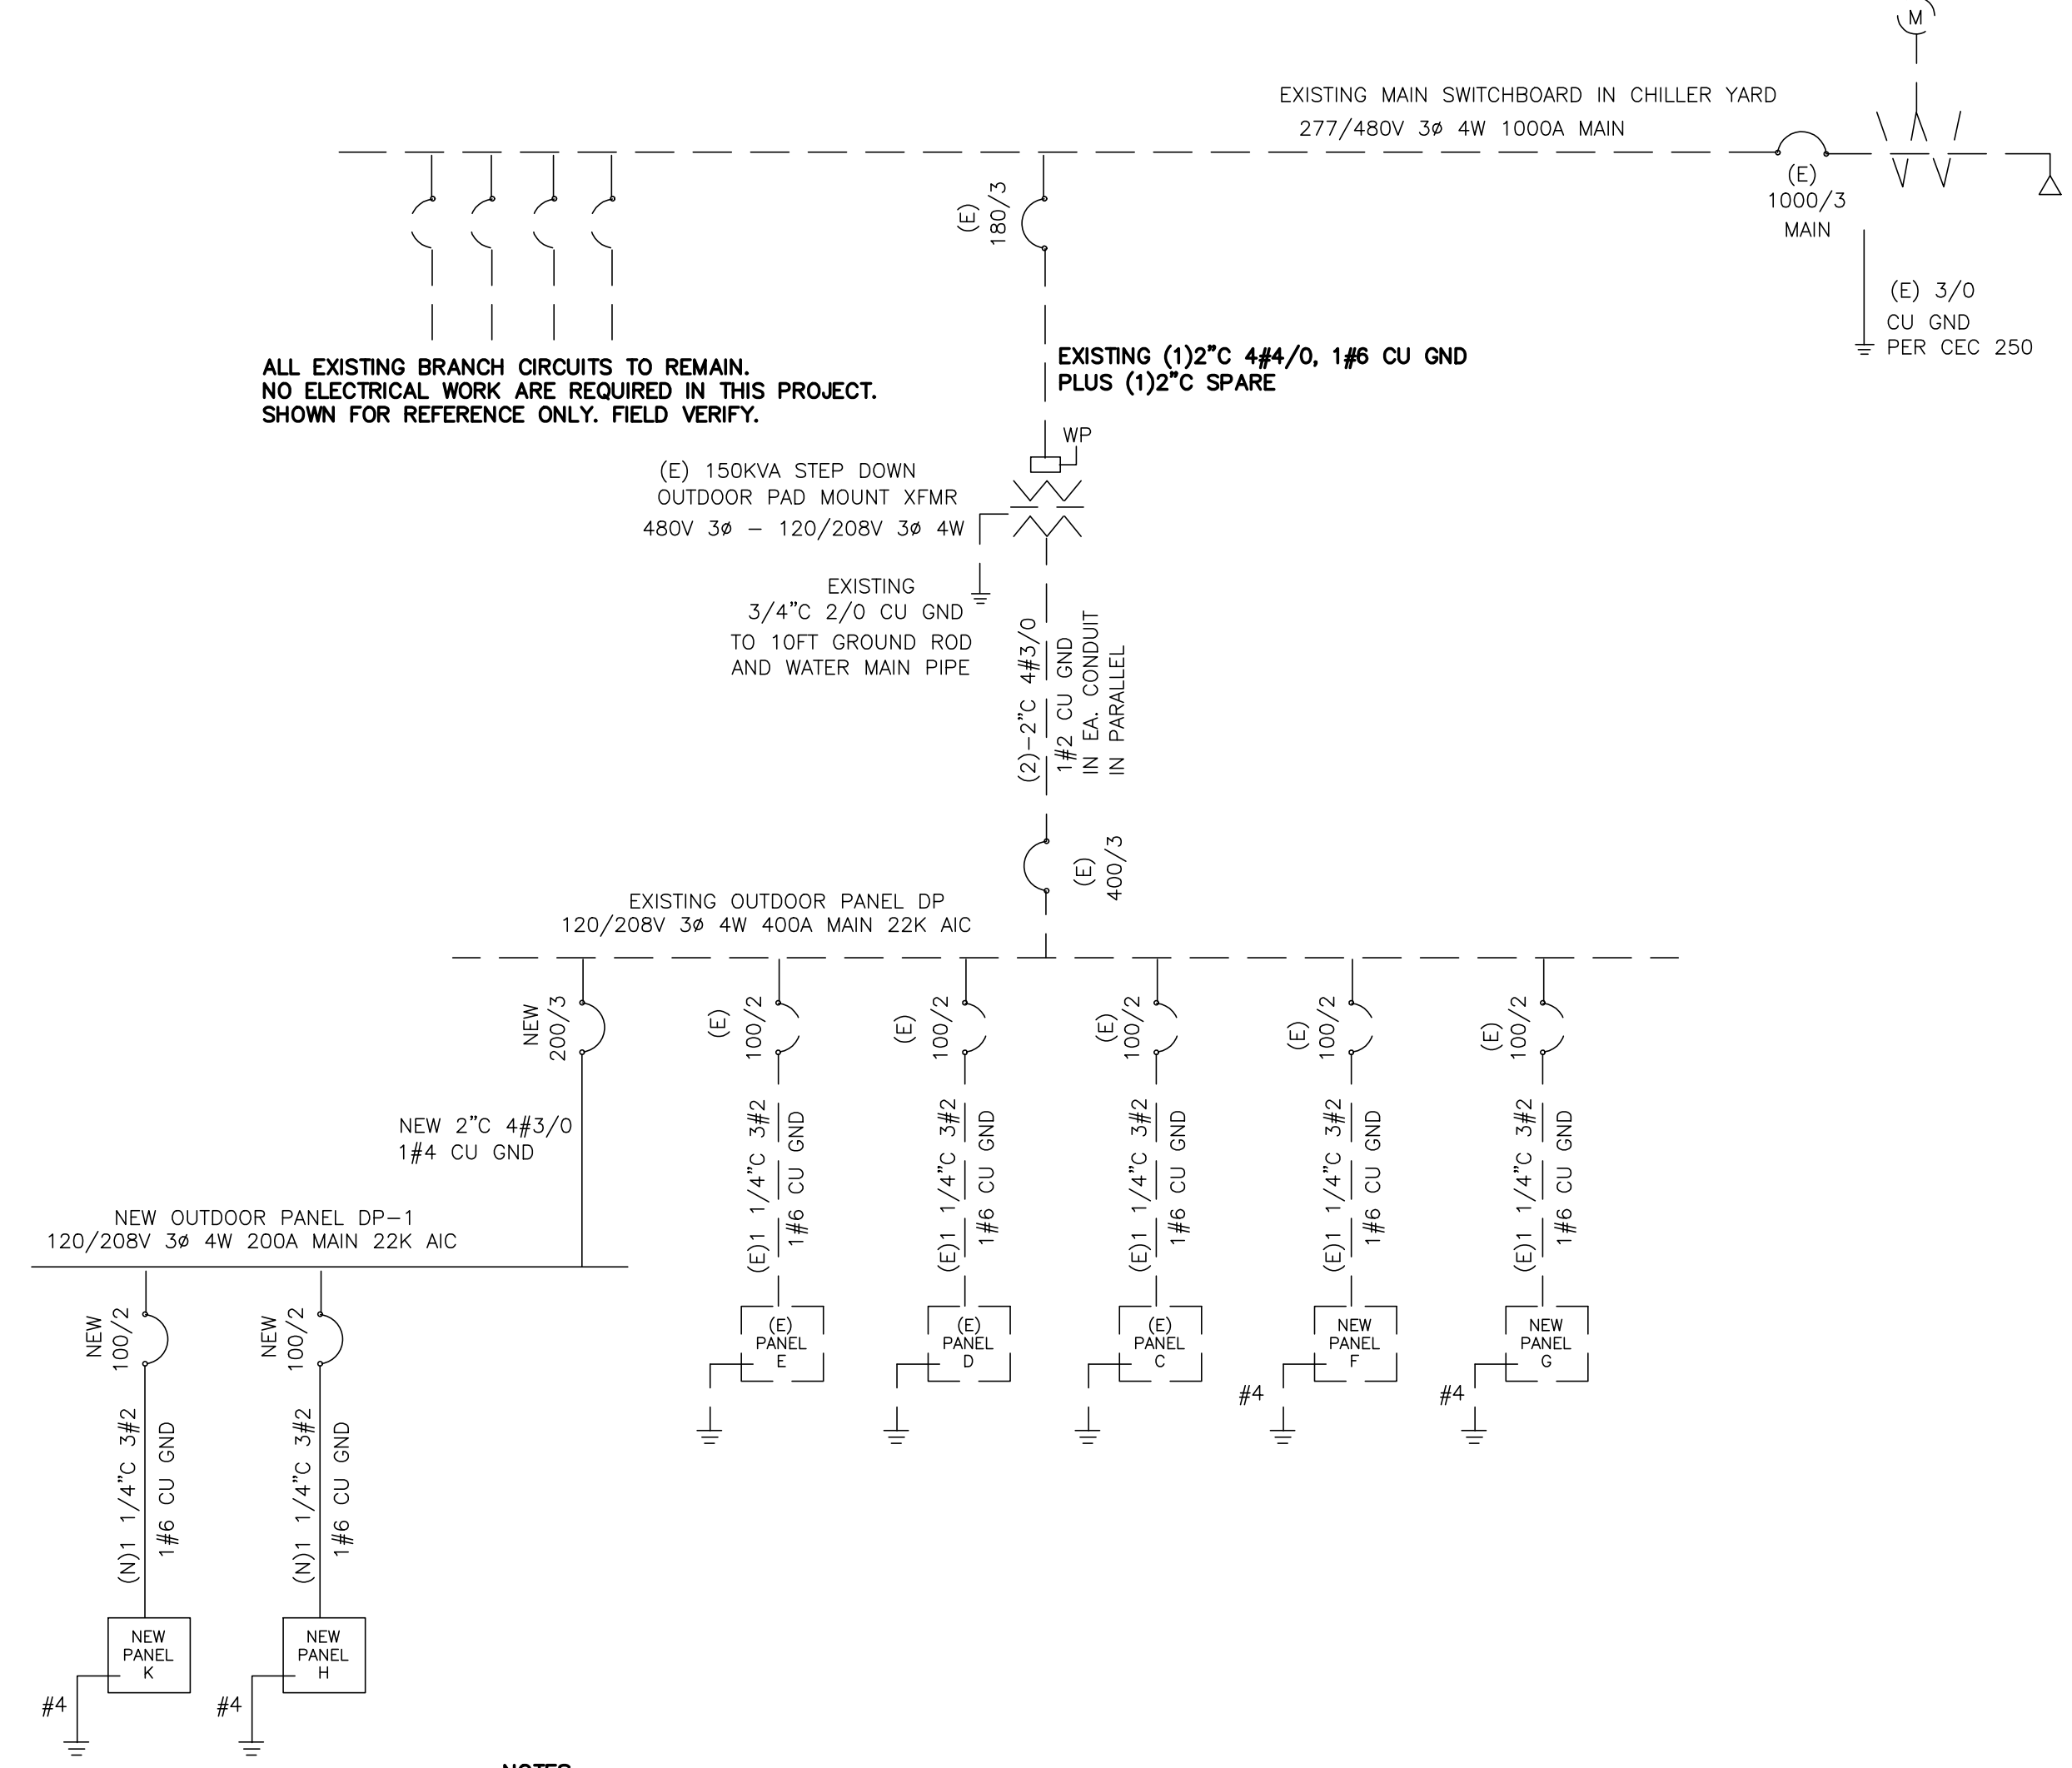 M
EXISTING MAIN SWITCHBOARD IN CHILLER YARD
277/480V 3ø 4W 1000A MAIN
(E)
1000/3
MAIN
(E)
180/3
(E) 3/0
CU GND
PER CEC 250
ALL EXISTING BRANCH CIRCUITS TO REMAIN.
NO ELECTRICAL WORK ARE REQUIRED IN THIS PROJECT.
SHOWN FOR REFERENCE ONLY. FIELD VERIFY.
EXISTING (1)2"C 4#4/0, 1#6 CU GND
PLUS (1)2"C SPARE
WP
(E) 150KVA STEP DOWN
OUTDOOR PAD MOUNT XFMR
480V 3ø – 120/208V 3ø 4W
EXISTING
3/4"C 2/0 CU GND
TO 10FT GROUND ROD
AND WATER MAIN PIPE
(2)-2"C 4#3/0
1#2 CU GND
IN EA. CONDUIT
IN PARALLEL
(E)
400/3
EXISTING OUTDOOR PANEL DP
120/208V 3ø 4W 400A MAIN 22K AIC
NEW
200/3
(E)
100/2
(E)
100/2
(E)
100/2
(E)
100/2
(E)
100/2
NEW 2"C 4#3/0
1#4 CU GND
(E)1 1/4"C 3#2
1#6 CU GND
(E)1 1/4"C 3#2
1#6 CU GND
(E)1 1/4"C 3#2
1#6 CU GND
(E)1 1/4"C 3#2
1#6 CU GND
(E)1 1/4"C 3#2
1#6 CU GND
NEW OUTDOOR PANEL DP-1
120/208V 3ø 4W 200A MAIN 22K AIC
(E)
PANEL
E
(E)
PANEL
D
(E)
PANEL
C
NEW
PANEL
F
#4
NEW
PANEL
G
#4
NEW
100/2
NEW
100/2
(N)1 1/4"C 3#2
1#6 CU GND
(N)1 1/4"C 3#2
1#6 CU GND
NEW
PANEL
K
#4
NEW
PANEL
H
#4
NOTES